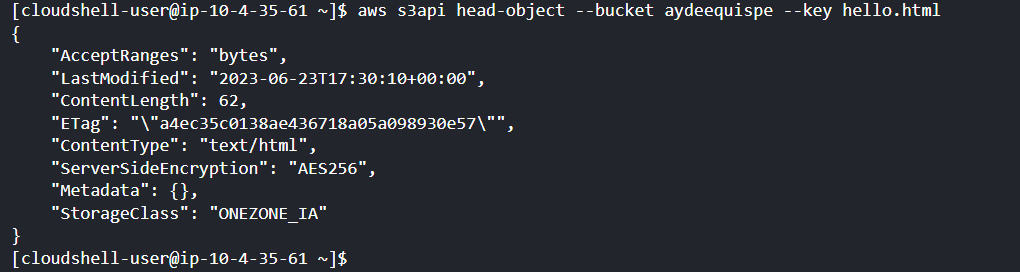 [cloudshell-user@ip-10-4-35-61 ~]$ aws s3api head-object --bucket aydeequispe --key hello.html
{
    "AcceptRanges": "bytes",
    "LastModified": "2023-06-23T17:30:10+00:00",
    "ContentLength": 62,
    "ETag": "\"a4ec35c0138ae436718a05a098930e57\"",
    "ContentType": "text/html",
    "ServerSideEncryption": "AES256",
    "Metadata": {},
    "StorageClass": "ONEZONE_IA"
}
[cloudshell-user@ip-10-4-35-61 ~]$